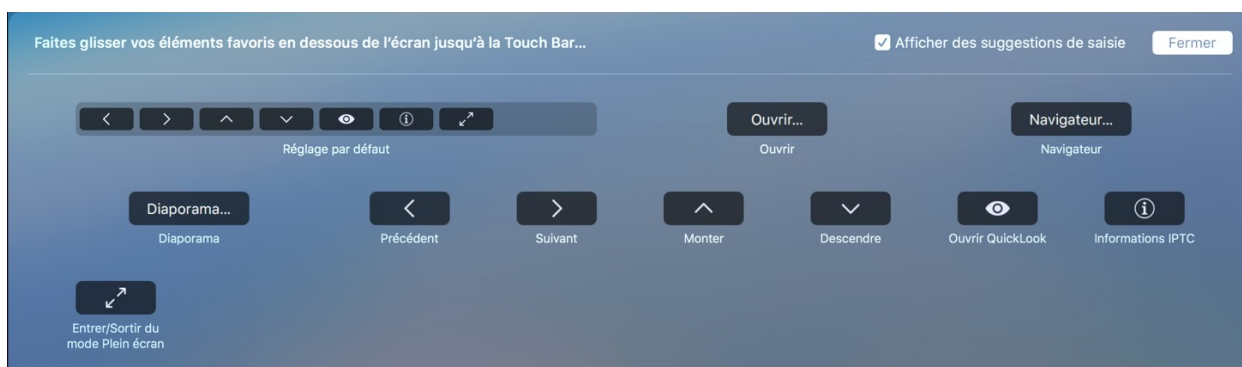 Faites glisser vos éléments favoris en dessous de l’écran jusqu’à la Touch Bar...
Afficher des suggestions de saisie
Fermer
Réglage par défaut
Ouvrir...
Ouvrir
Navigateur...
Navigateur
Diaporama...
Diaporama
Précédent
Suivant
Monter
Descendre
Ouvrir QuickLook
Informations IPTC
Entrer/Sortir du
mode Plein écran